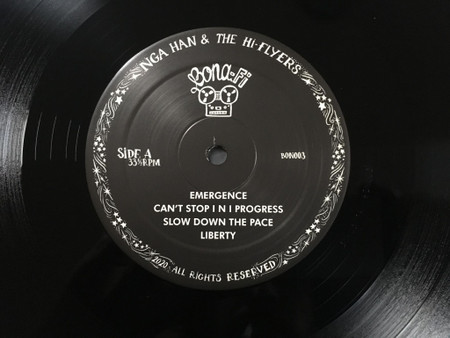 NGA HAN & THE HI-FLYERS
BONA-FI
SIDE A
33⅓ RPM
BON003
EMERGENCE
CAN'T STOP I N I PROGRESS
SLOW DOWN THE PACE
LIBERTY
2020. ALL RIGHTS RESERVED